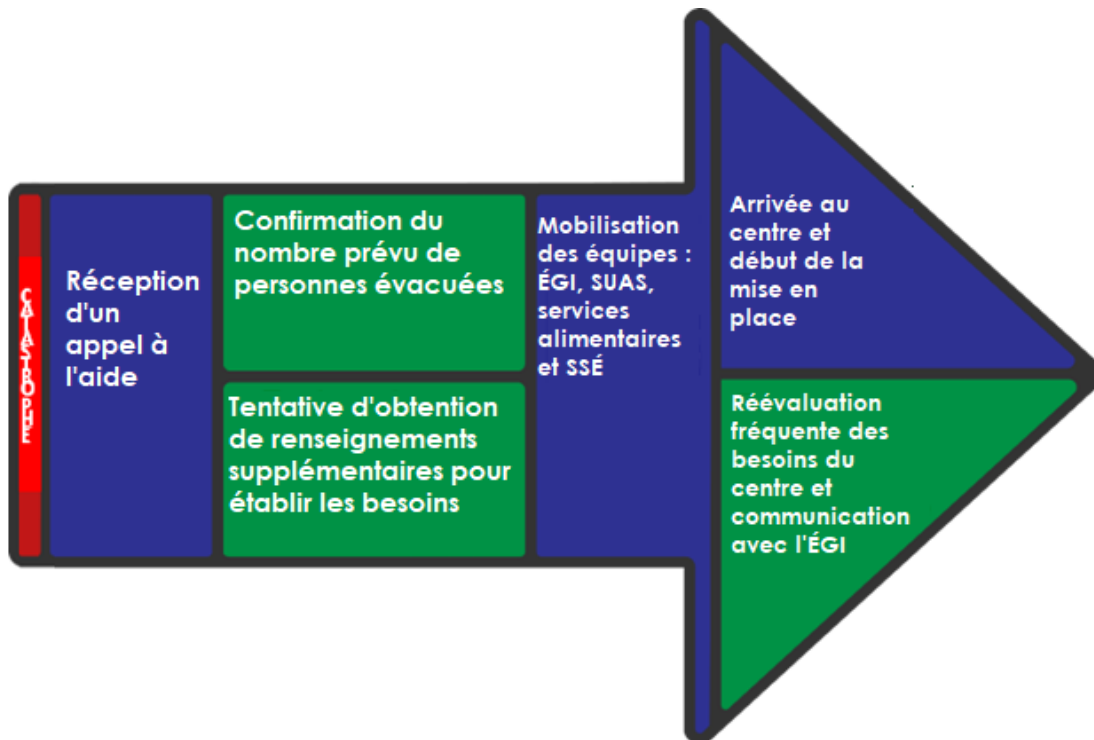 CATASTROPHE
Réception
d'un
appel à
l'aide
Confirmation du
nombre prévu de
personnes évacuées
Tentative d'obtention
de renseignements
supplémentaires pour
établir les besoins
Mobilisation
des équipes :
ÉGI, SUAS,
services
alimentaires
et SSÉ
Arrivée au
centre et
début de la
mise en
place
Réévaluation
fréquente des
besoins du
centre et
communication
avec l'ÉGI